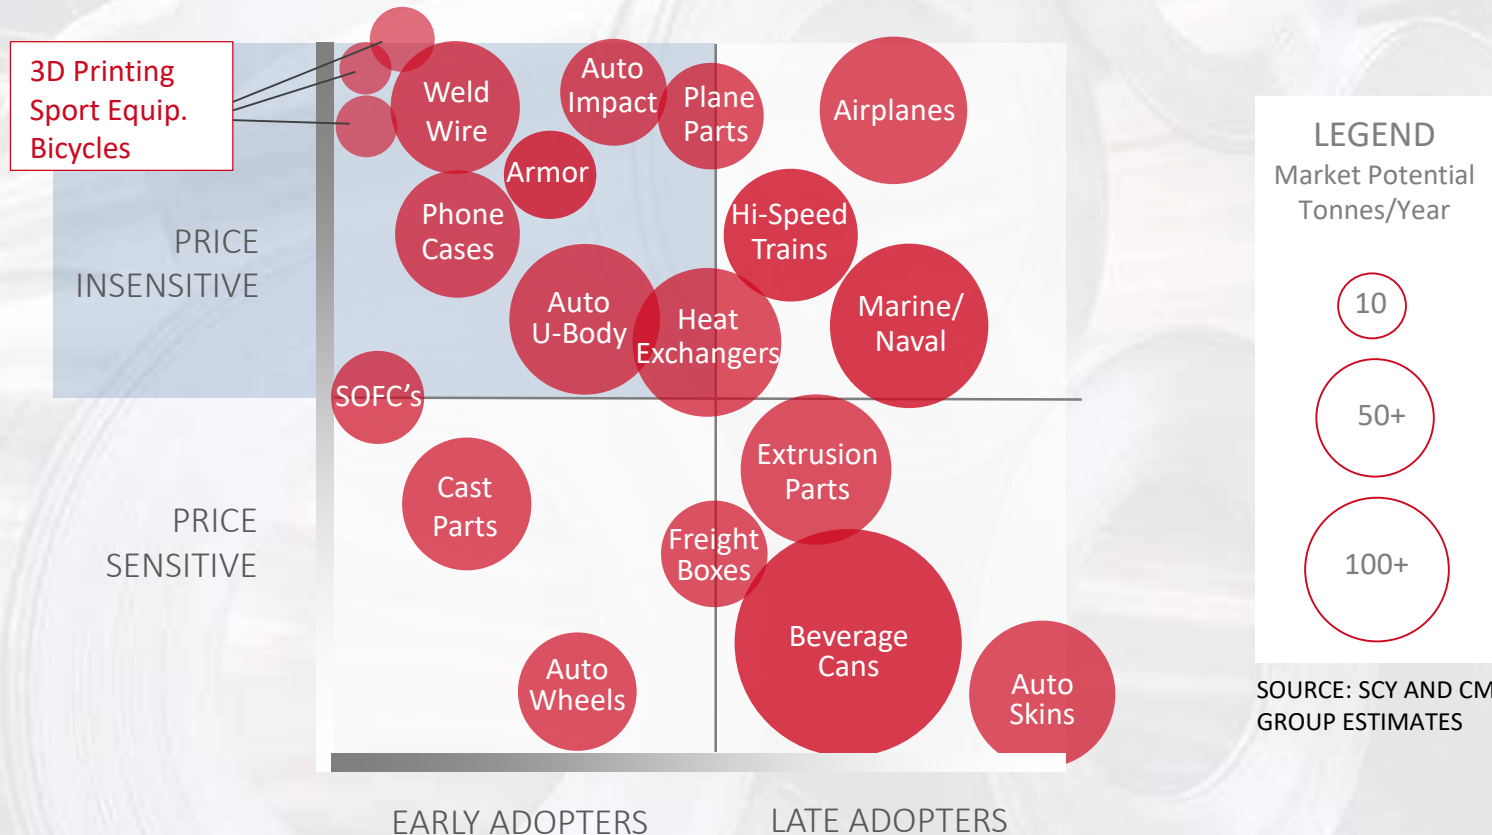 3D Printing
Sport Equip.
Bicycles
Weld
Wire
Auto
Impact
Plane
Parts
Airplanes
Armor
Phone
Cases
Hi-Speed
Trains
PRICE
INSENSITIVE
Auto
U-Body
Heat
Exchangers
Marine/
Naval
SOFC's
Cast
Parts
Extrusion
Parts
PRICE
SENSITIVE
Freight
Boxes
Beverage
Cans
Auto
Wheels
Auto
Skins
EARLY ADOPTERS
LATE ADOPTERS
LEGEND
Market Potential
Tonnes/Year
10
50+
100+
SOURCE: SCY AND CM
GROUP ESTIMATES